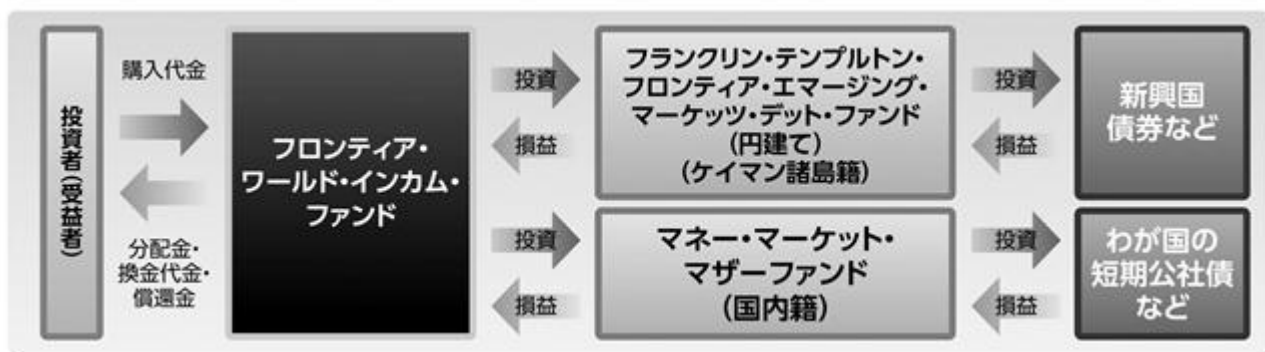 投資者(受益者)
購入代金
分配金・
換金代金・
償還金
フロンティア・
ワールド・インカム・
ファンド
投資
損益
フランクリン・テンプルトン・
フロンティア・エマージング・
マーケッツ・デット・ファンド
(円建て)
(ケイマン諸島籍)
投資
損益
新興国
債券など
投資
損益
マネー・マーケット・
マザーファンド
(国内籍)
投資
損益
わが国の
短期公社債
など